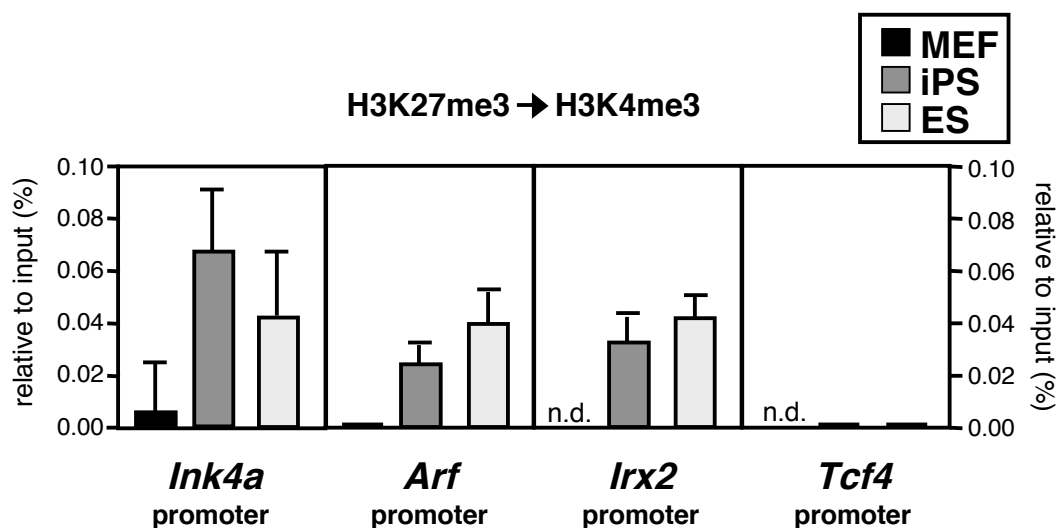 MEF
iPS
ES
H3K27me3 → H3K4me3
relative to input (%)
0.10
0.08
0.06
0.04
0.02
0.00
n.d.
n.d.
0.10
0.08
0.06
0.04
0.02
0.00
relative to input (%)
Ink4a Arf Irx2 Tcf4
promoter promoter promoter promoter